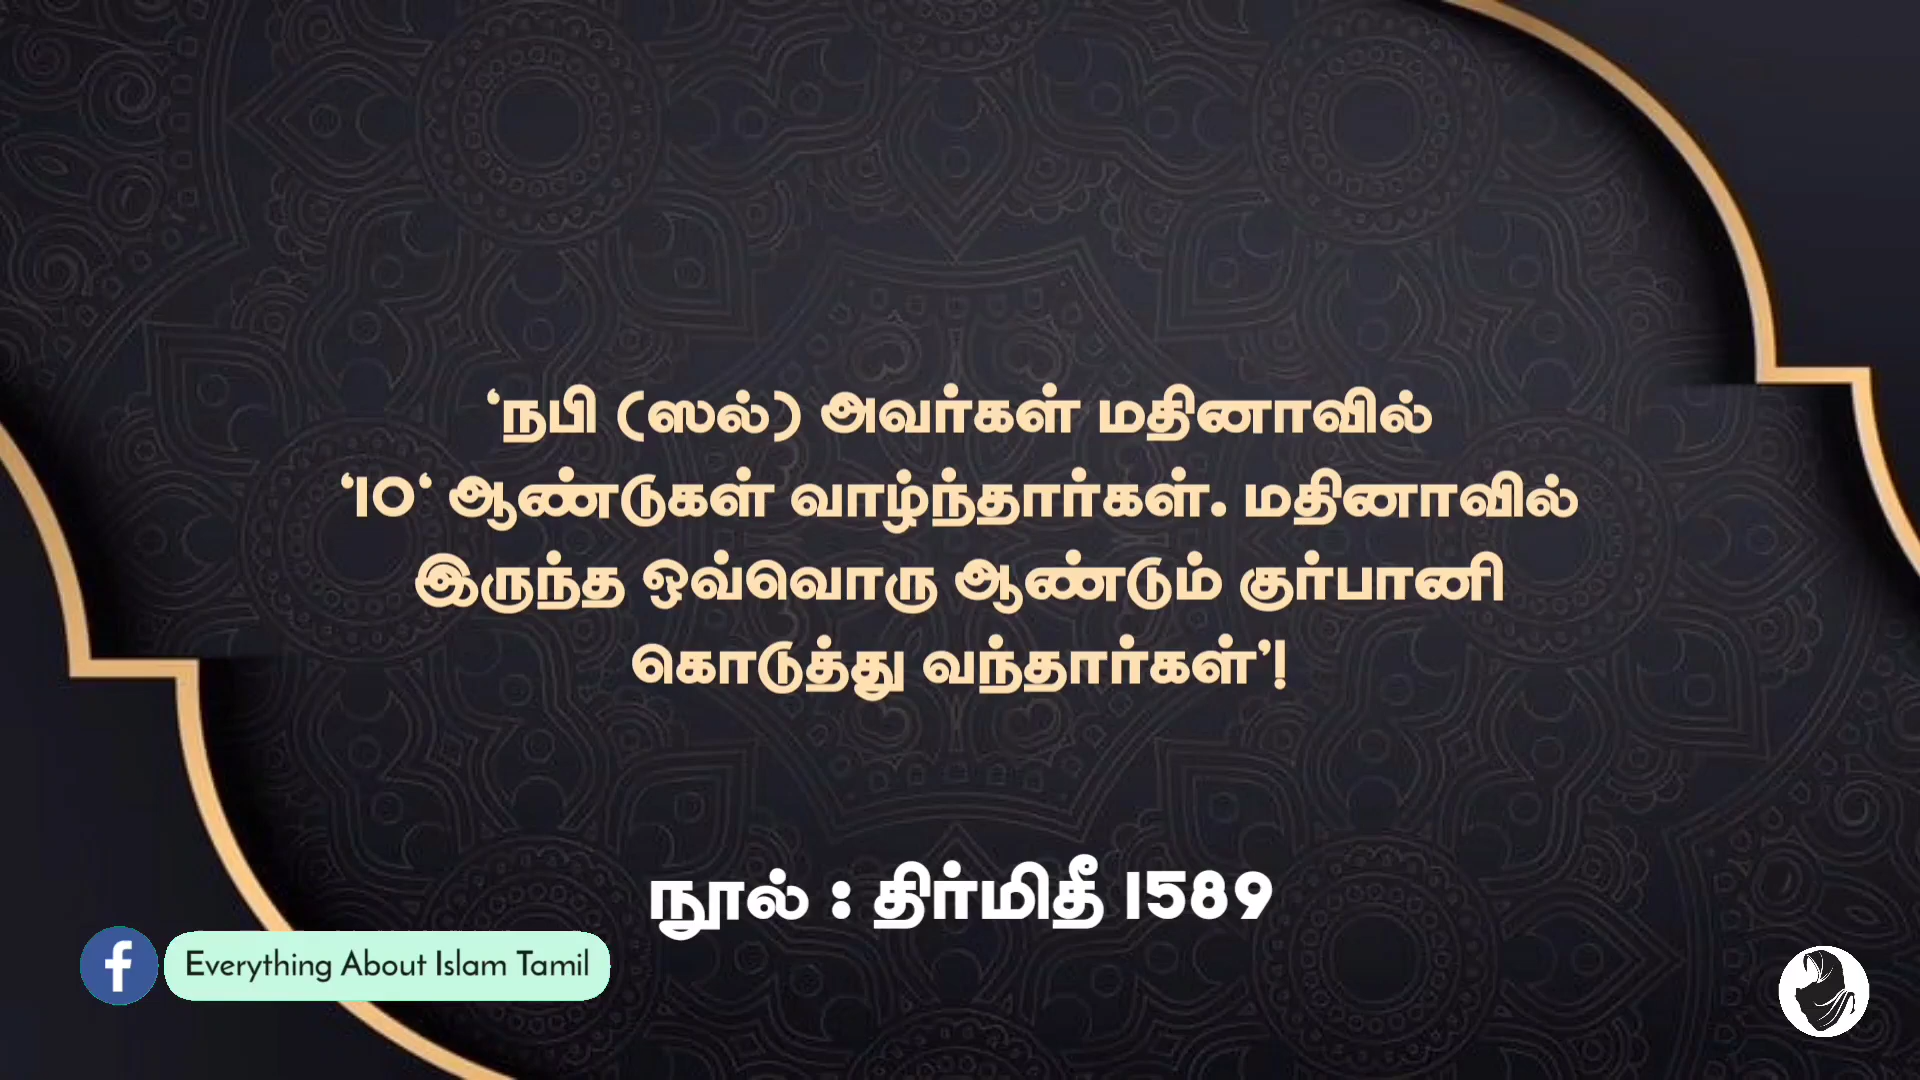 ‘நபி (ஸல்) அவர்கள் மதினாவில்
‘10‘ ஆண்டுகள் வாழ்ந்தார்கள். மதினாவில்
இருந்த ஒவ்வொரு ஆண்டும் குர்பானி
கொடுத்து வந்தார்கள்’!
நூல் : திர்மிதீ 1589
f Everything About Islam Tamil